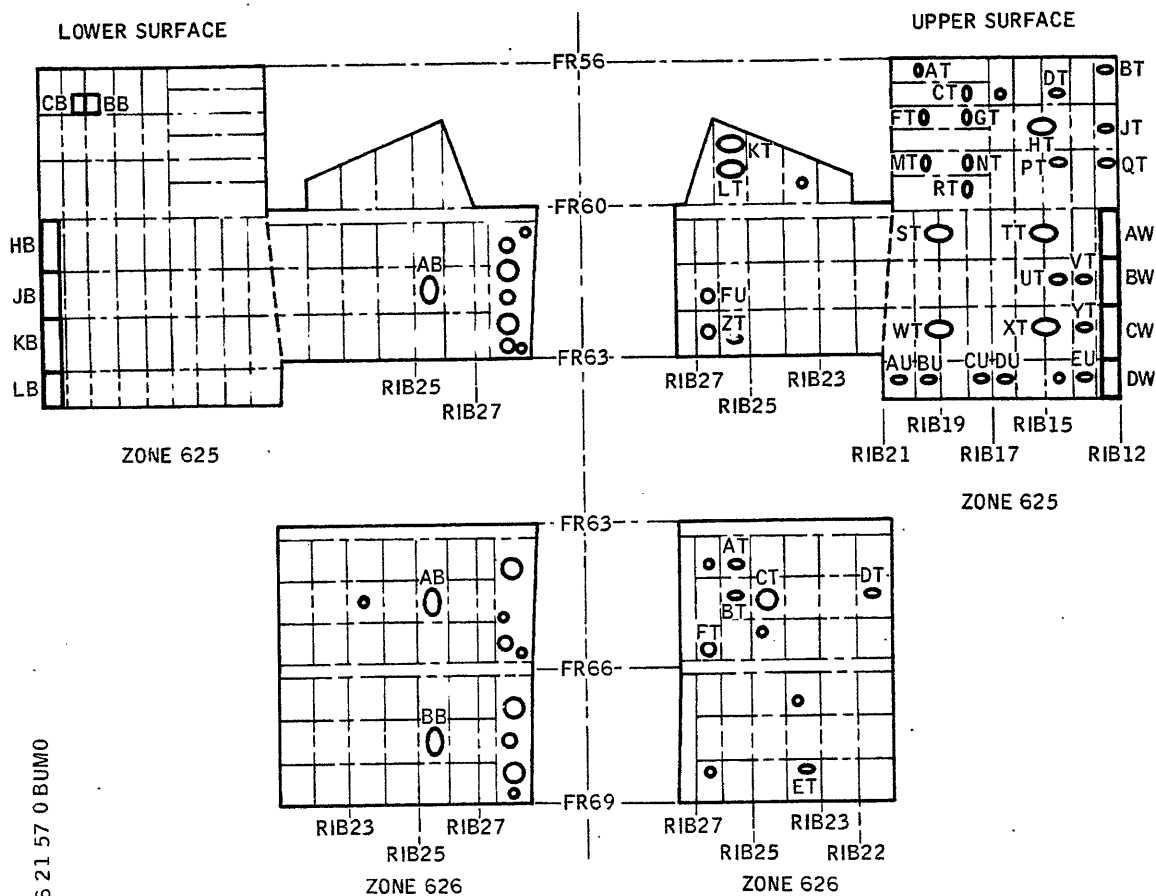 LOWER SURFACE
UPPER SURFACE
FR56
CB BB
AT
BT
CT
DT
FT
GT
HT
JT
KT
LT
MT
NT
PT
QT
RT
FR60
HB
JB
KB
LB
AB
ST
TT
AW
VT
UT
BW
FU
ZT
WT
XT
YT
CW
FR63
AU BU
CU DU
EU
DW
RIB25
RIB27
RIB27
RIB25
RIB23
RIB19
RIB15
RIB21
RIB17
RIB12
ZONE 625
ZONE 625
FR63
AB
AT
BT
CT
DT
FT
FR66
BB
ET
FR69
RIB23
RIB25
RIB27
RIB27
RIB25
RIB23
RIB22
ZONE 626
ZONE 626
6 21 57 0 BUM0